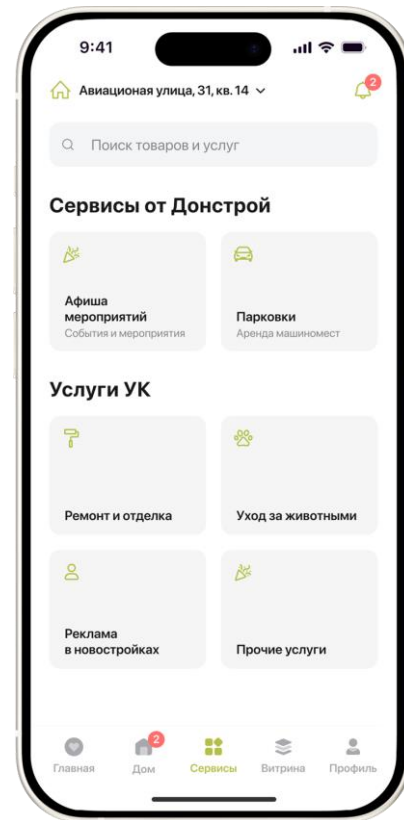 9:41
Авиационая улица, 31, кв. 14
2
Поиск товаров и услуг
Сервисы от Донстрой
Афиша
мероприятий
События и мероприятия
Парковки
Аренда машиномест
Услуги УК
Ремонт и отделка
Уход за животными
Реклама
в новостройках
Прочие услуги
2
Главная
Дом
Сервисы
Витрина
Профиль